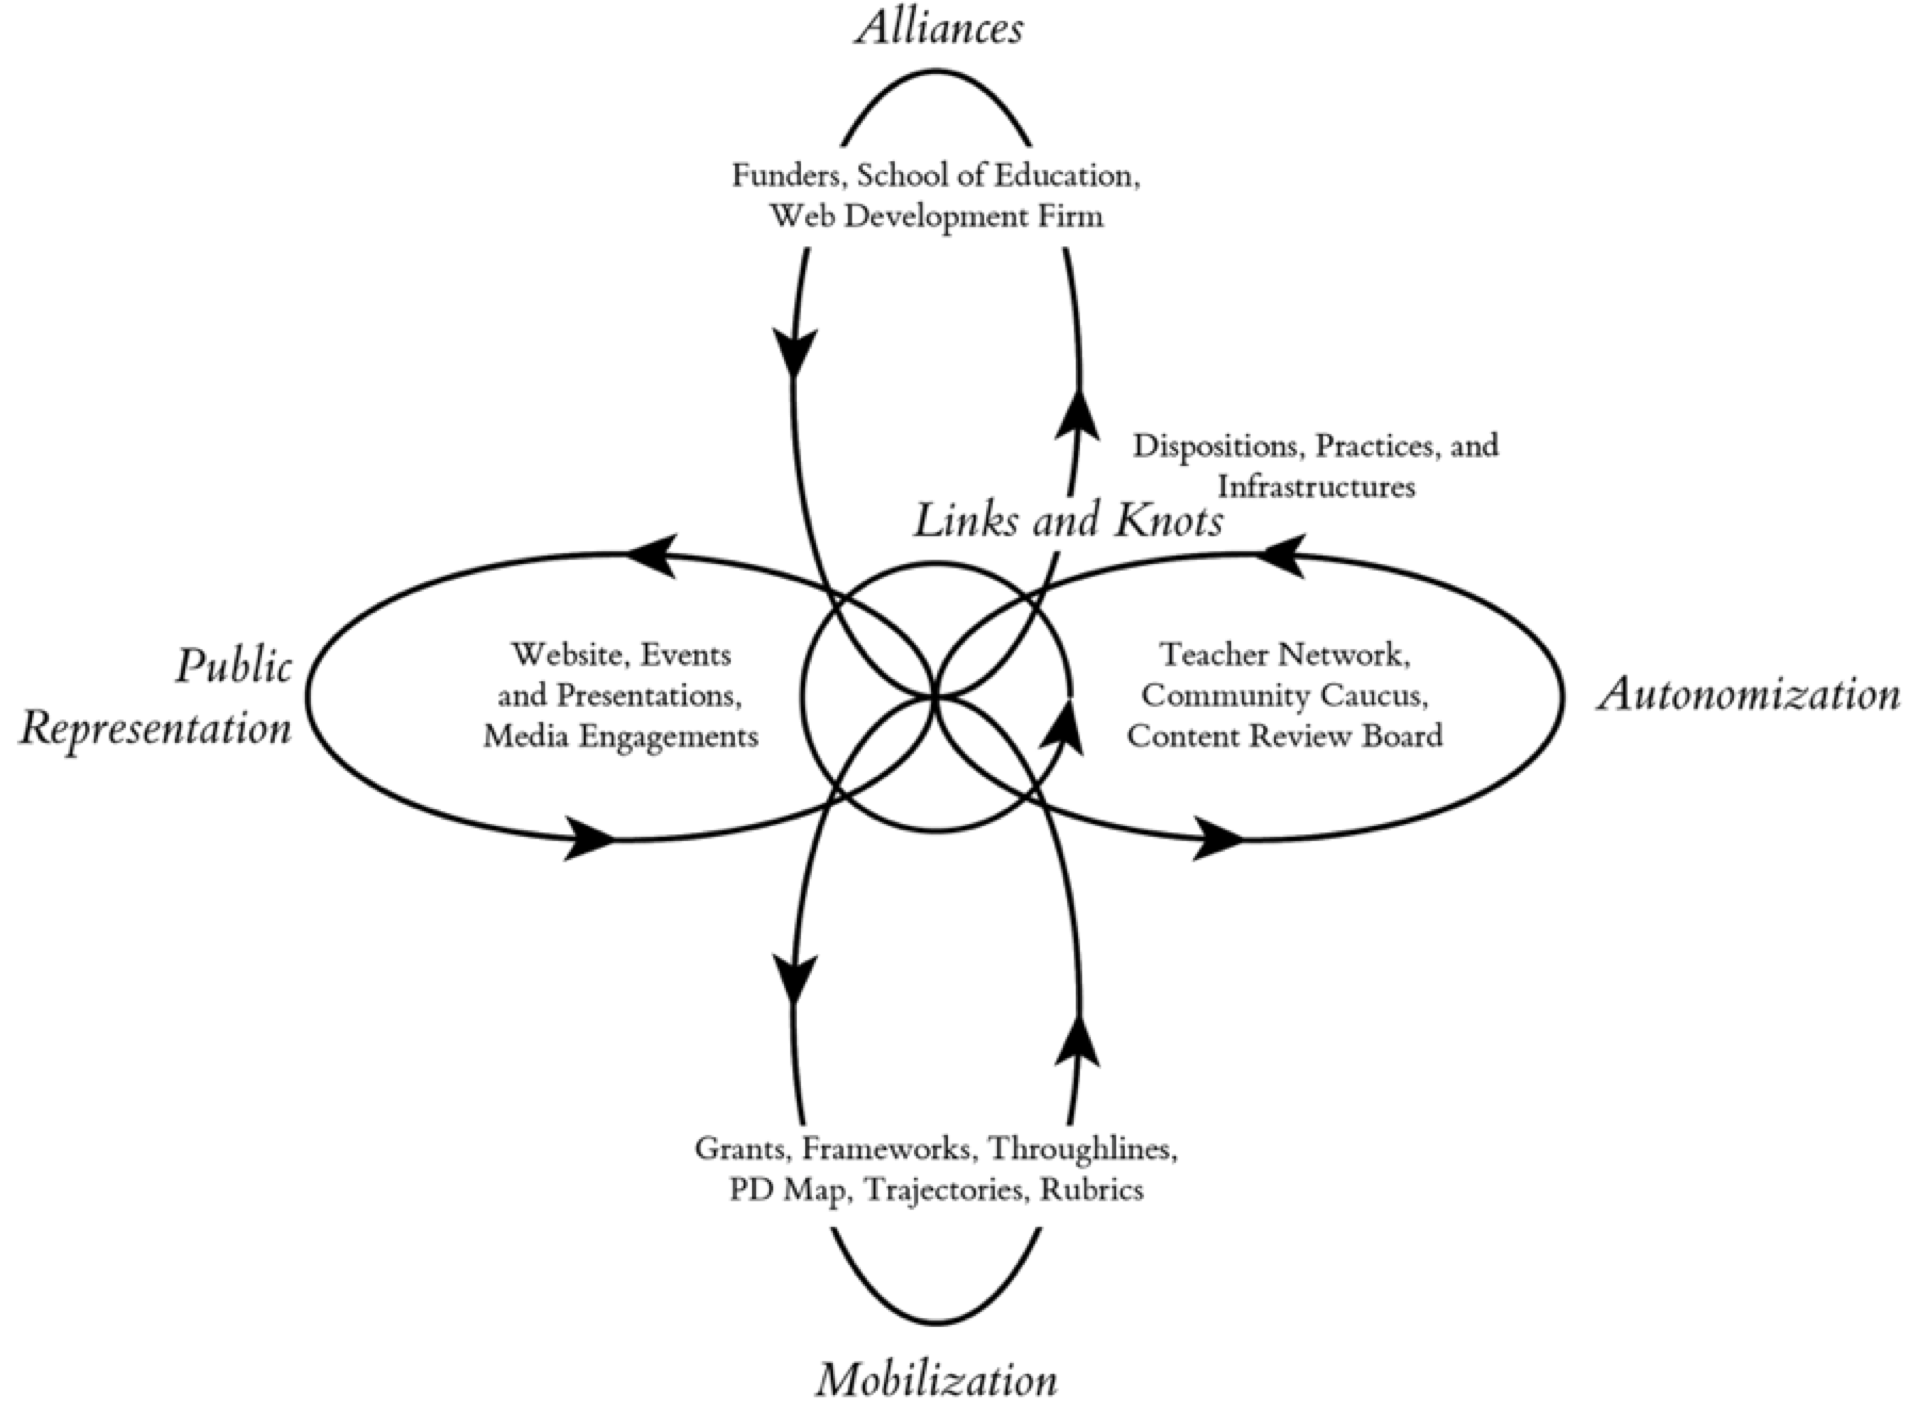 Alliances
Funders, School of Education,
Web Development Firm
Dispositions, Practices, and
Infrastructures
Links and Knots
Public
Representation
Website, Events
and Presentations,
Media Engagements
Teacher Network,
Community Caucus,
Content Review Board
Autonomization
Grants, Frameworks, Throughlines,
PD Map, Trajectories, Rubrics
Mobilization